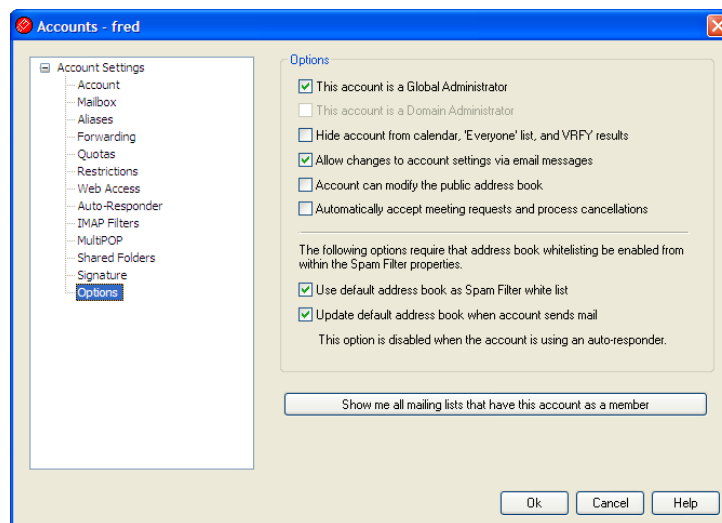 Accounts - fred
Account Settings
Account
Mailbox
Aliases
Forwarding
Quotas
Restrictions
Web Access
Auto-Responder
IMAP Filters
MultiPOP
Shared Folders
Signature
Options
Options
This account is a Global Administrator
This account is a Domain Administrator
Hide account from calendar, 'Everyone' list, and VRFY results
Allow changes to account settings via email messages
Account can modify the public address book
Automatically accept meeting requests and process cancellations
The following options require that address book whitelisting be enabled from
within the Spam Filter properties.
Use default address book as Spam Filter white list
Update default address book when account sends mail
This option is disabled when the account is using an auto-responder.
Show me all mailing lists that have this account as a member
Ok Cancel Help